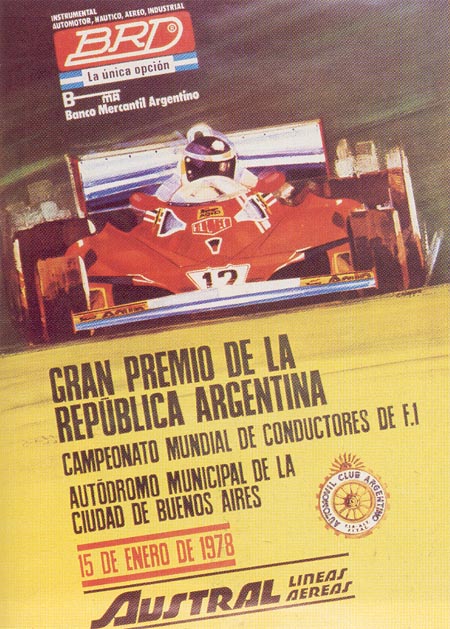 INSTRUMENTAL
AUTOMOTOR, NAUTICO, AEREO, INDUSTRIAL
BRD®
La única opción
B MA
Banco Mercantil Argentino
12
GRAN PREMIO DE LA
REPÚBLICA ARGENTINA
CAMPEONATO MUNDIAL DE CONDUCTORES DE F.1
AUTÓDROMO MUNICIPAL DE LA
CIUDAD DE BUENOS AIRES
AUTOMOVIL CLUB ARGENTINO
15 DE ENERO DE 1978
AUSTRAL LINEAS
AEREAS